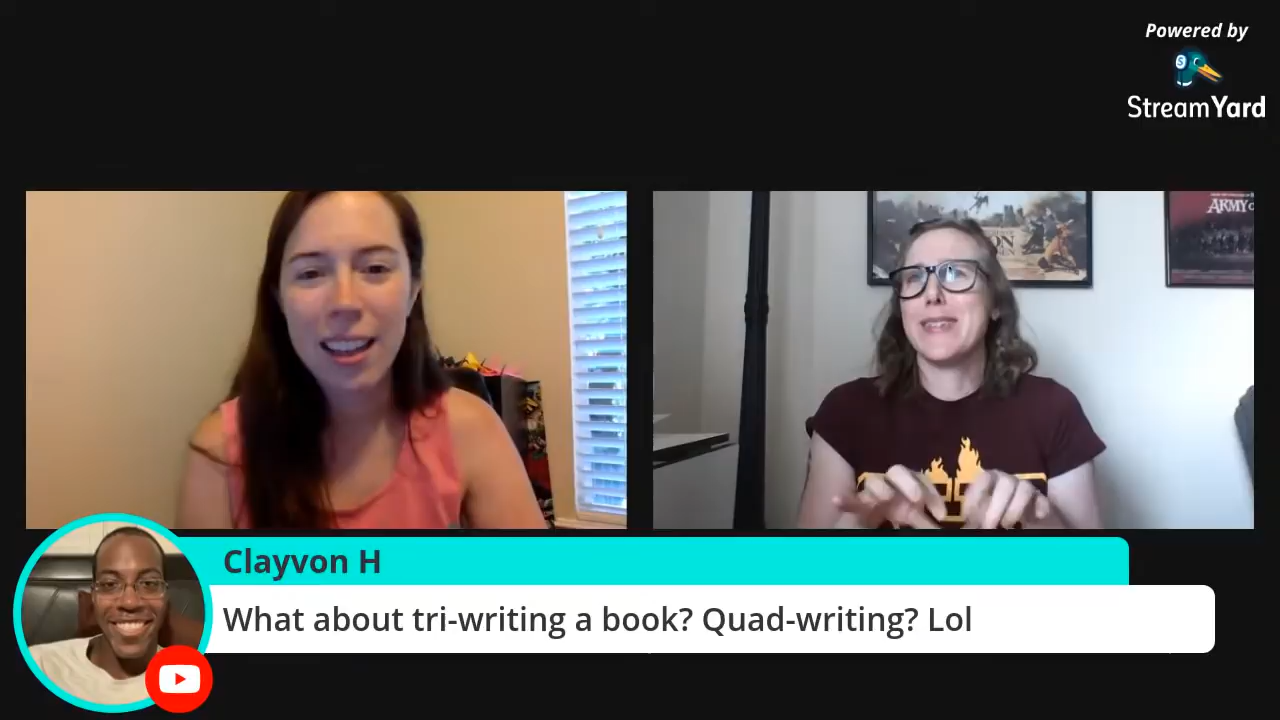 Powered by
StreamYard
ARMY
Clayvon H
What about tri-writing a book? Quad-writing? Lol